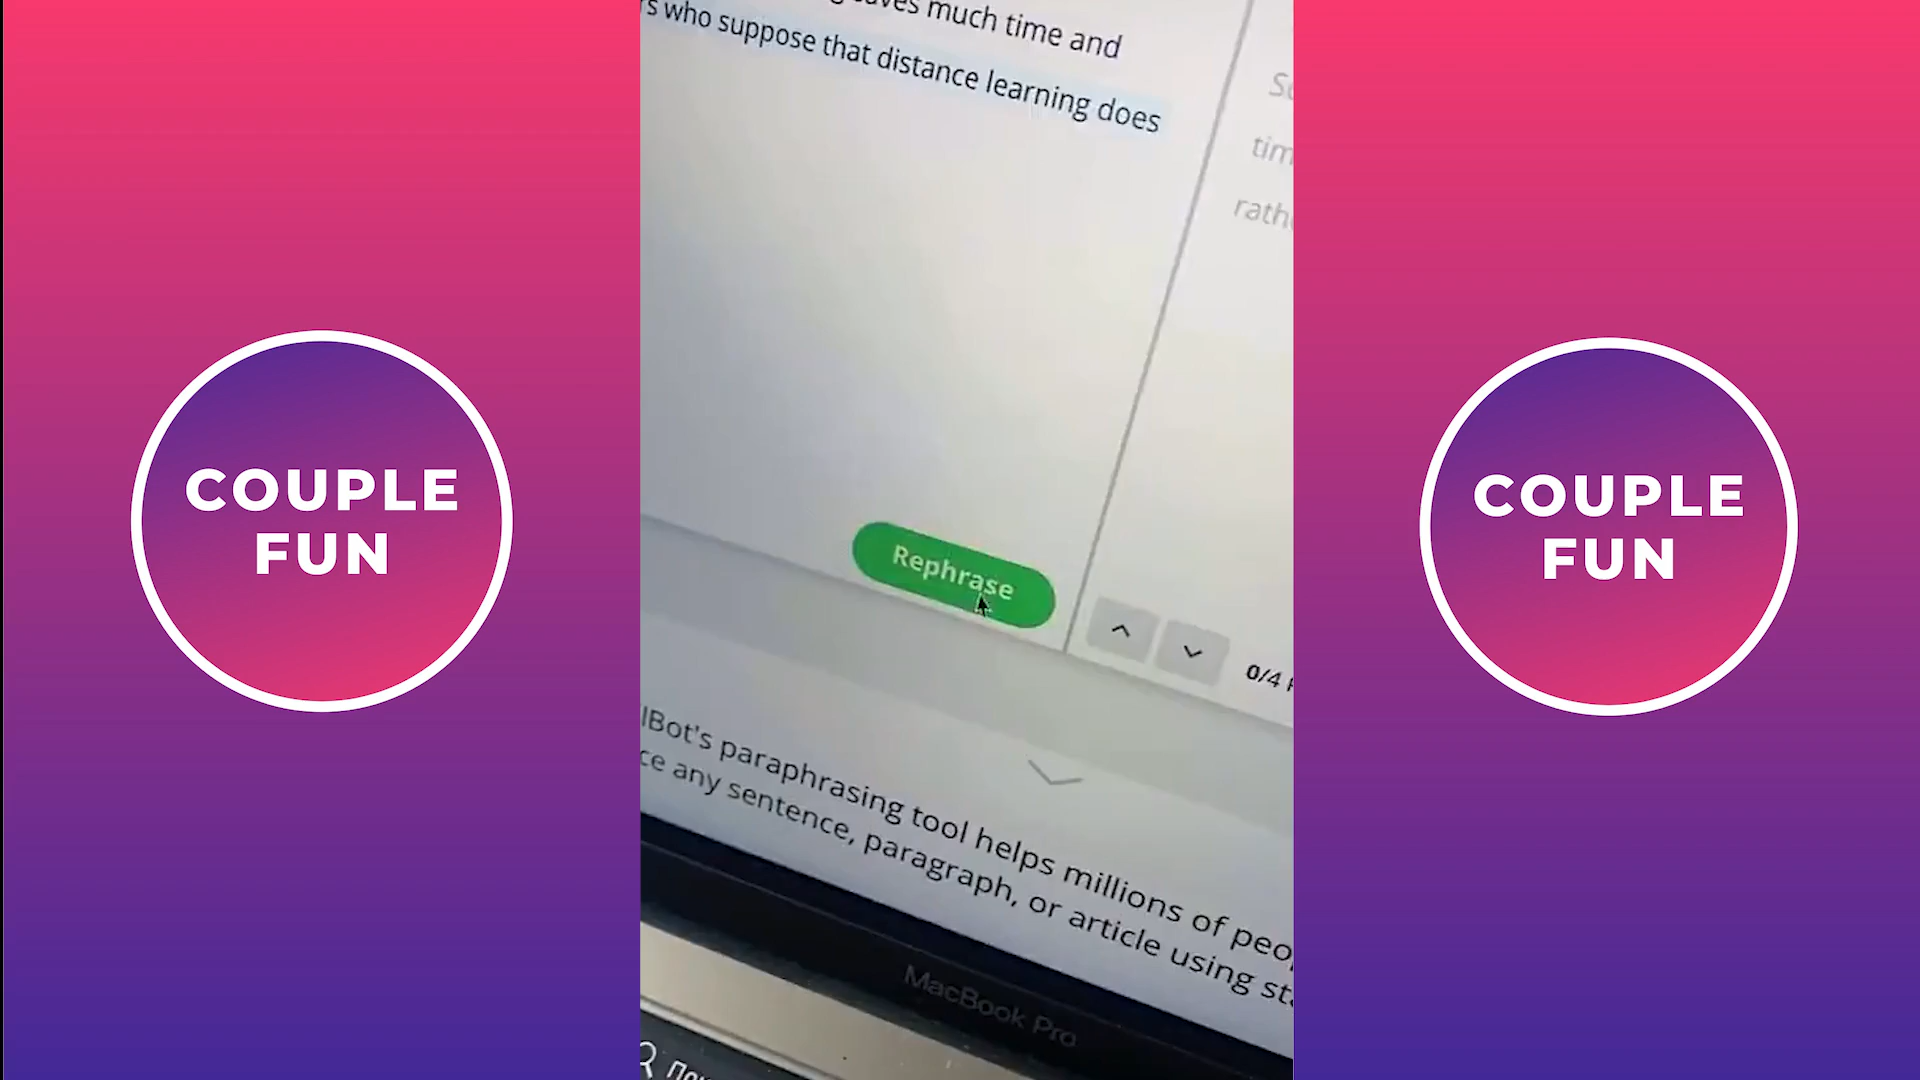 COUPLE
FUN
much time and
who suppose that distance learning does
Rephrase
0/4
paraphrasing tool helps millions of
any sentence, paragraph, or article using
MacBook Pro
COUPLE
FUN